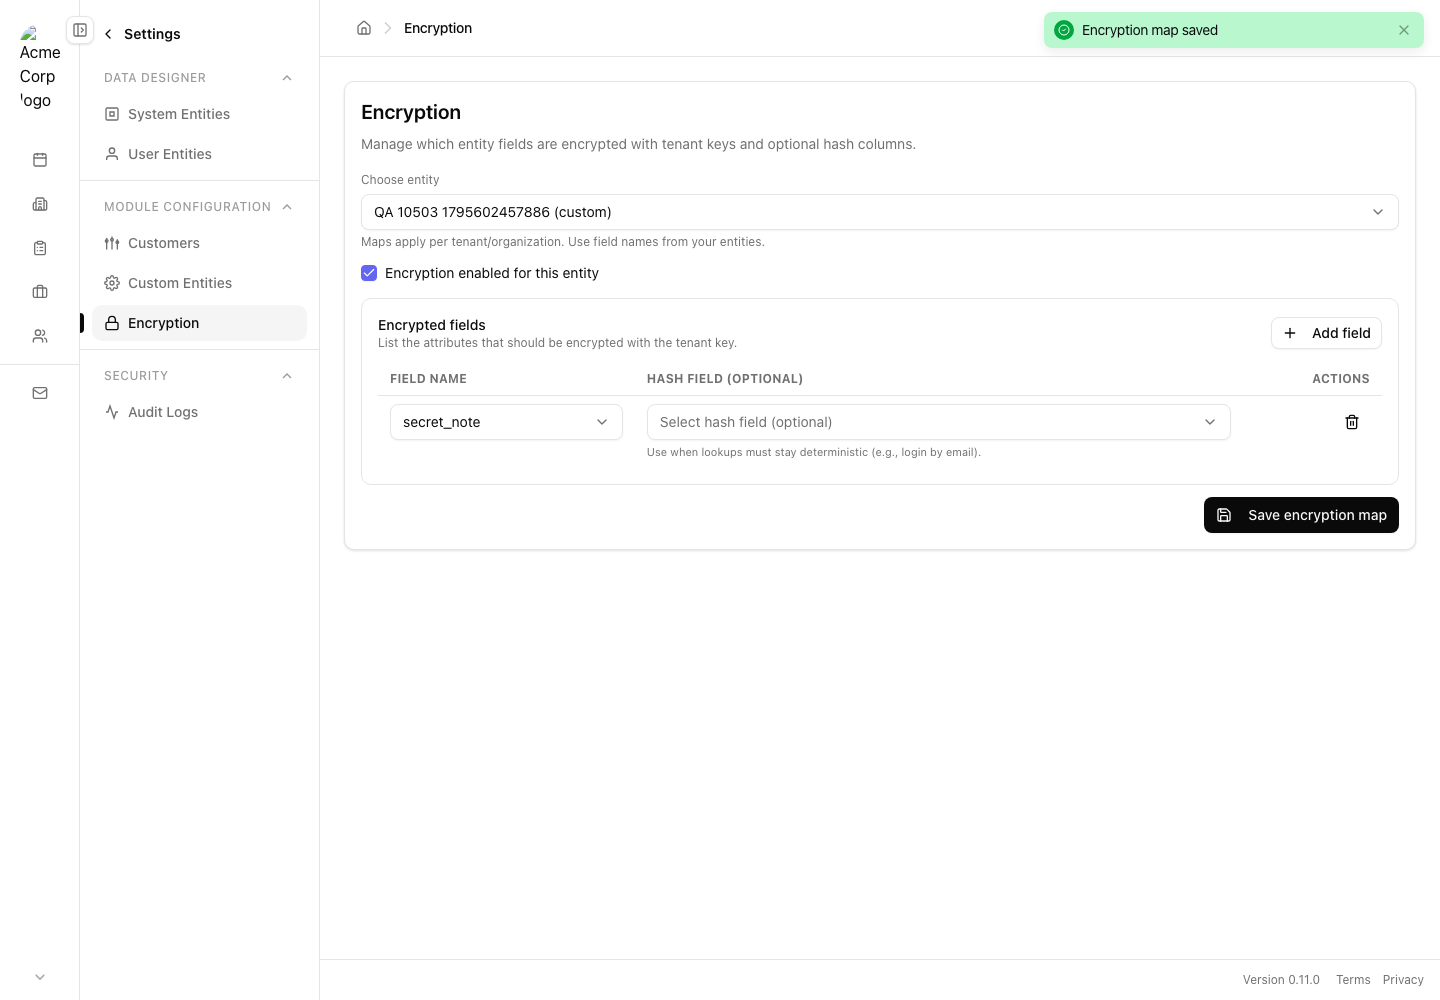 Acme
Corp
logo
Settings
DATA DESIGNER
System Entities
User Entities
MODULE CONFIGURATION
Customers
Custom Entities
Encryption
SECURITY
Audit Logs
Encryption
Encryption map saved
Encryption
Manage which entity fields are encrypted with tenant keys and optional hash columns.
Choose entity
QA 10503 1795602457886 (custom)
Maps apply per tenant/organization. Use field names from your entities.
Encryption enabled for this entity
Encrypted fields
List the attributes that should be encrypted with the tenant key.
Add field
FIELD NAME HASH FIELD (OPTIONAL) ACTIONS
secret_note Select hash field (optional)
Use when lookups must stay deterministic (e.g., login by email).
Save encryption map
Version 0.11.0 Terms Privacy